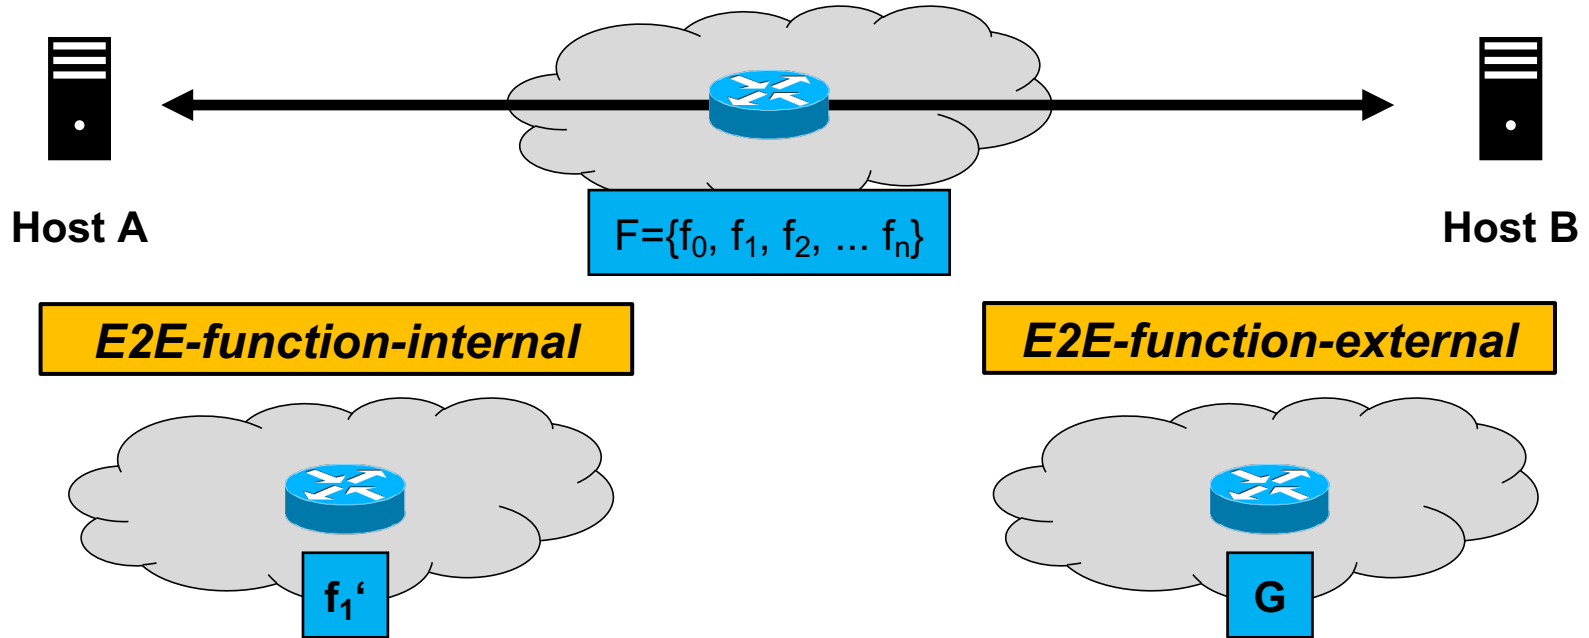 Host A
Host B
F={f₀, f₁, f₂, ... fₙ}
E2E-function-internal
E2E-function-external
f₁‘
G